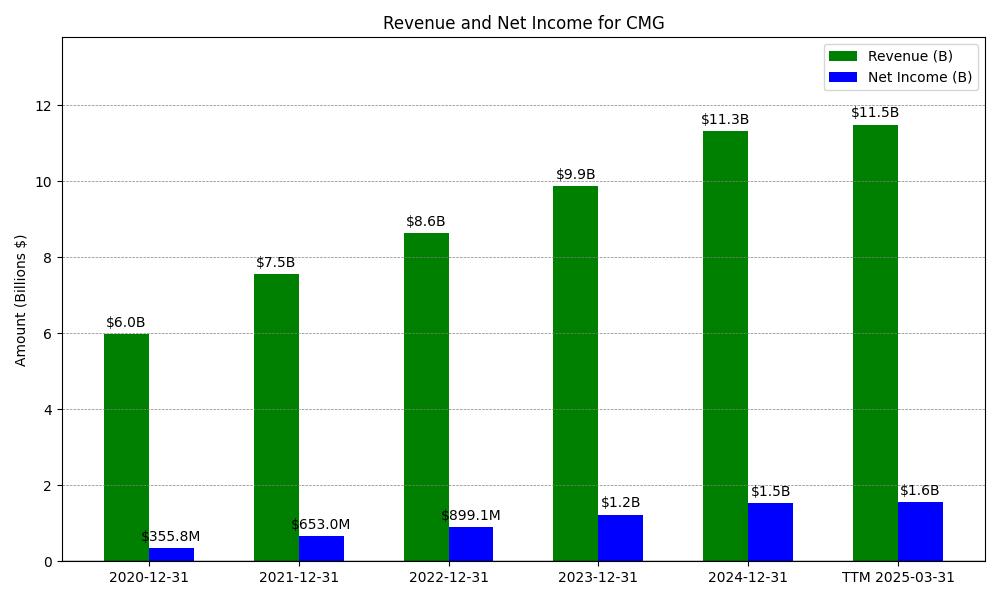 Revenue and Net Income for CMG
Revenue (B)
Net Income (B)
Amount (Billions $)
12
10
8
6
4
2
0
$6.0B
$355.8M
$7.5B
$653.0M
$8.6B
$899.1M
$9.9B
$1.2B
$11.3B
$1.5B
$11.5B
$1.6B
2020-12-31
2021-12-31
2022-12-31
2023-12-31
2024-12-31
TTM 2025-03-31